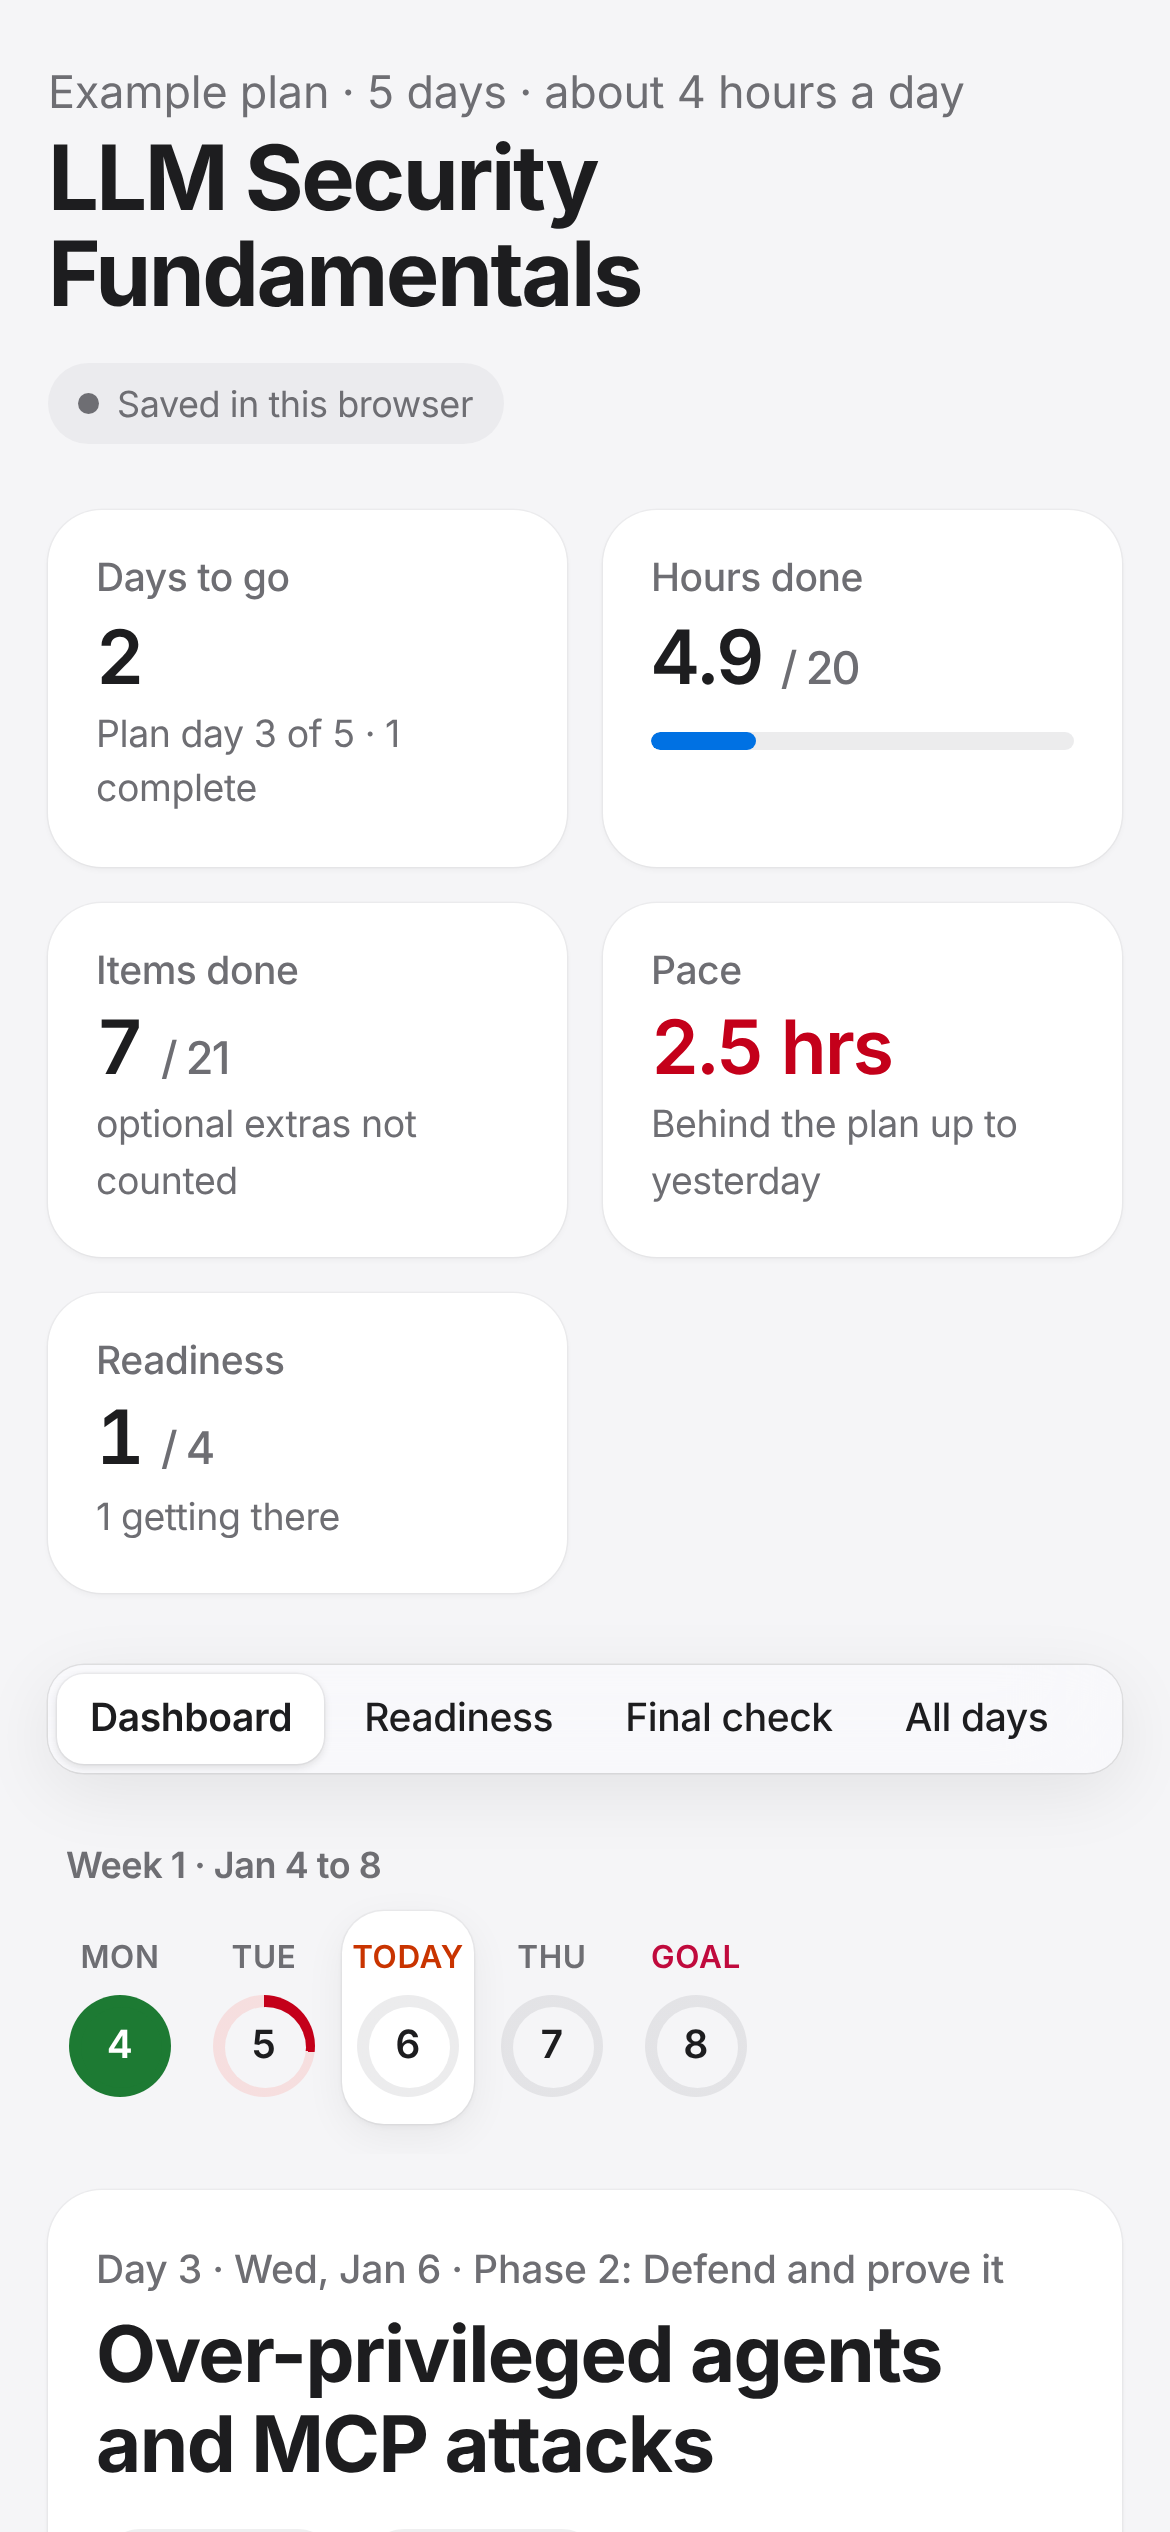 Example plan · 5 days · about 4 hours a day
LLM Security
Fundamentals
Saved in this browser
Days to go
2
Plan day 3 of 5 · 1
complete
Hours done
4.9 / 20
Items done
7 / 21
optional extras not
counted
Pace
2.5 hrs
Behind the plan up to
yesterday
Readiness
1 / 4
1 getting there
Dashboard Readiness Final check All days
Week 1 · Jan 4 to 8
MON TUE TODAY THU GOAL
4 5 6 7 8
Day 3 · Wed, Jan 6 · Phase 2: Defend and prove it
Over-privileged agents
and MCP attacks